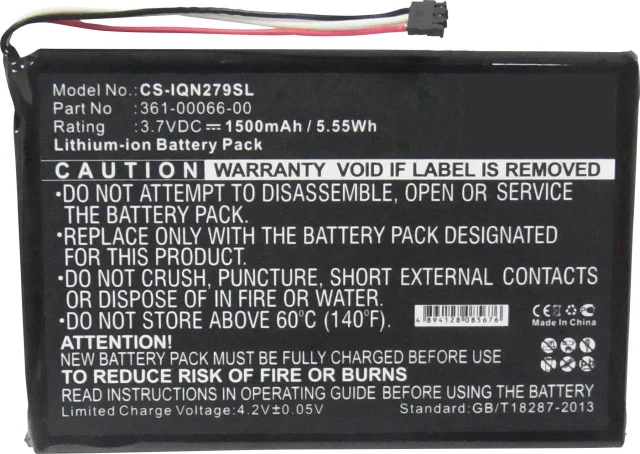 Model No.: CS-IQN279SL
Part No :361-00066-00
Rating :3.7VDC ⎓ 1500mAh / 5.55Wh
Lithium-ion Battery Pack
CAUTION WARRANTY VOID IF LABEL IS REMOVED
•DO NOT ATTEMPT TO DISASSEMBLE, OPEN OR SERVICE
THE BATTERY PACK.
•REPLACE ONLY WITH THE BATTERY PACK DESIGNATED
FOR THIS PRODUCT.
•DO NOT CRUSH, PUNCTURE, SHORT EXTERNAL CONTACTS
OR DISPOSE OF IN FIRE OR WATER.
•DO NOT STORE ABOVE 60°C (140°F).
4 894128 085676
CE
Made In China
ATTENTION!
NEW BATTERY PACK MUST BE FULLY CHARGED BEFORE USE
TO REDUCE RISK OF FIRE OR BURNS
READ INSTRUCTIONS IN OPERATING GUIDE BEFORE USING BATTERY.
Limited Charge Voltage:4.2V±0.05V Standard:GB/T18287-2013